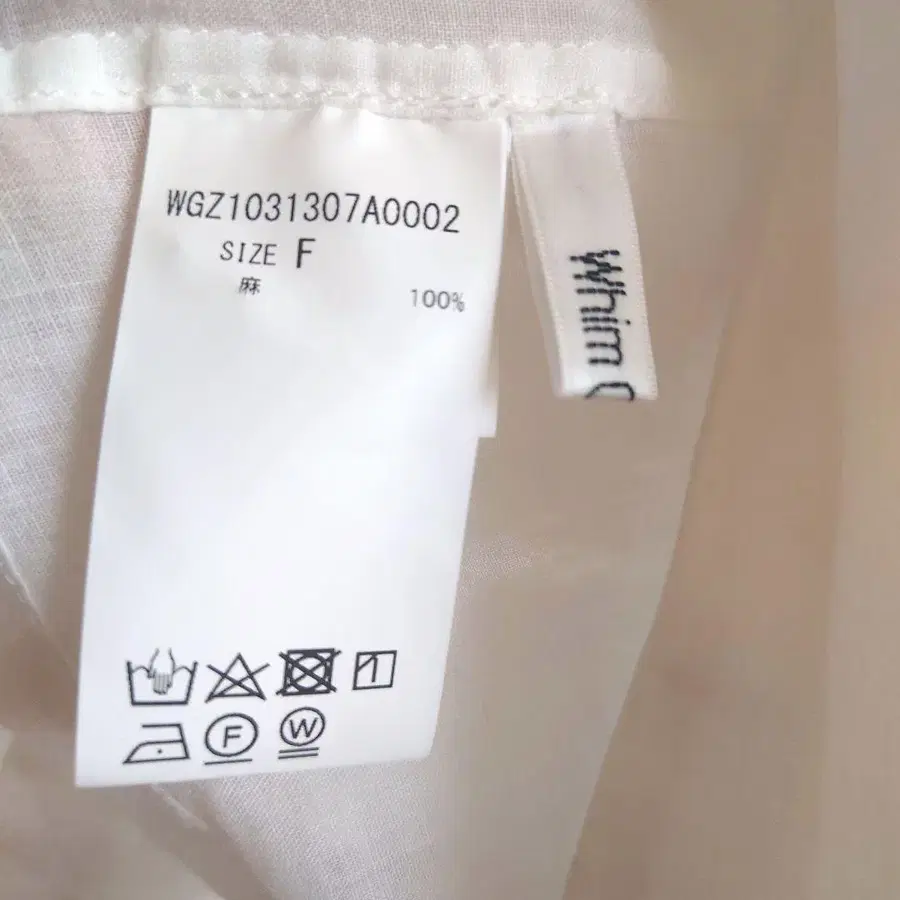 WGZ1031307A0002
SIZE F
麻 100%
F W
Whim